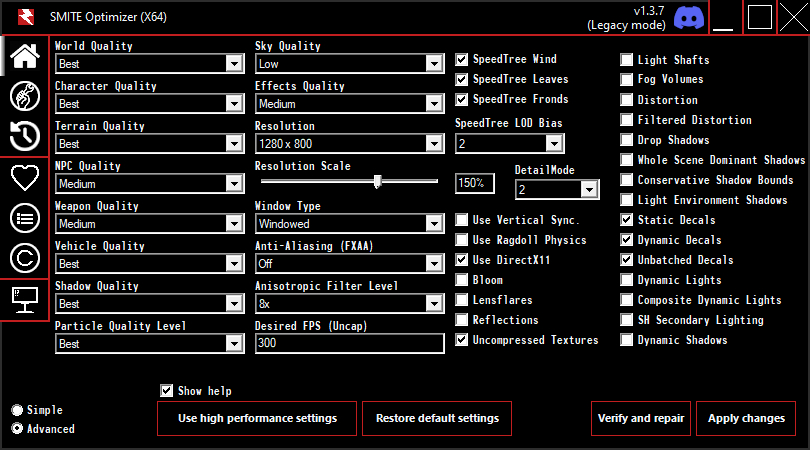 SMITE Optimizer (X64)
v1.3.7
(Legacy mode)
World Quality
Best
Character Quality
Best
Terrain Quality
Best
NPC Quality
Medium
Weapon Quality
Medium
Vehicle Quality
Best
Shadow Quality
Best
Particle Quality Level
Best
Sky Quality
Low
Effects Quality
Medium
Resolution
1280 x 800
Resolution Scale
150%
Window Type
Windowed
Anti-Aliasing (FXAA)
Off
Anisotropic Filter Level
8x
Desired FPS (Uncap)
300
SpeedTree Wind
SpeedTree Leaves
SpeedTree Fronds
SpeedTree LOD Bias
2
DetailMode
2
Use Vertical Sync.
Use Ragdoll Physics
Use DirectX11
Bloom
Lensflares
Reflections
Uncompressed Textures
Light Shafts
Fog Volumes
Distortion
Filtered Distortion
Drop Shadows
Whole Scene Dominant Shadows
Conservative Shadow Bounds
Light Environment Shadows
Static Decals
Dynamic Decals
Unbatched Decals
Dynamic Lights
Composite Dynamic Lights
SH Secondary Lighting
Dynamic Shadows
Show help
Simple
Advanced
Use high performance settings
Restore default settings
Verify and repair
Apply changes